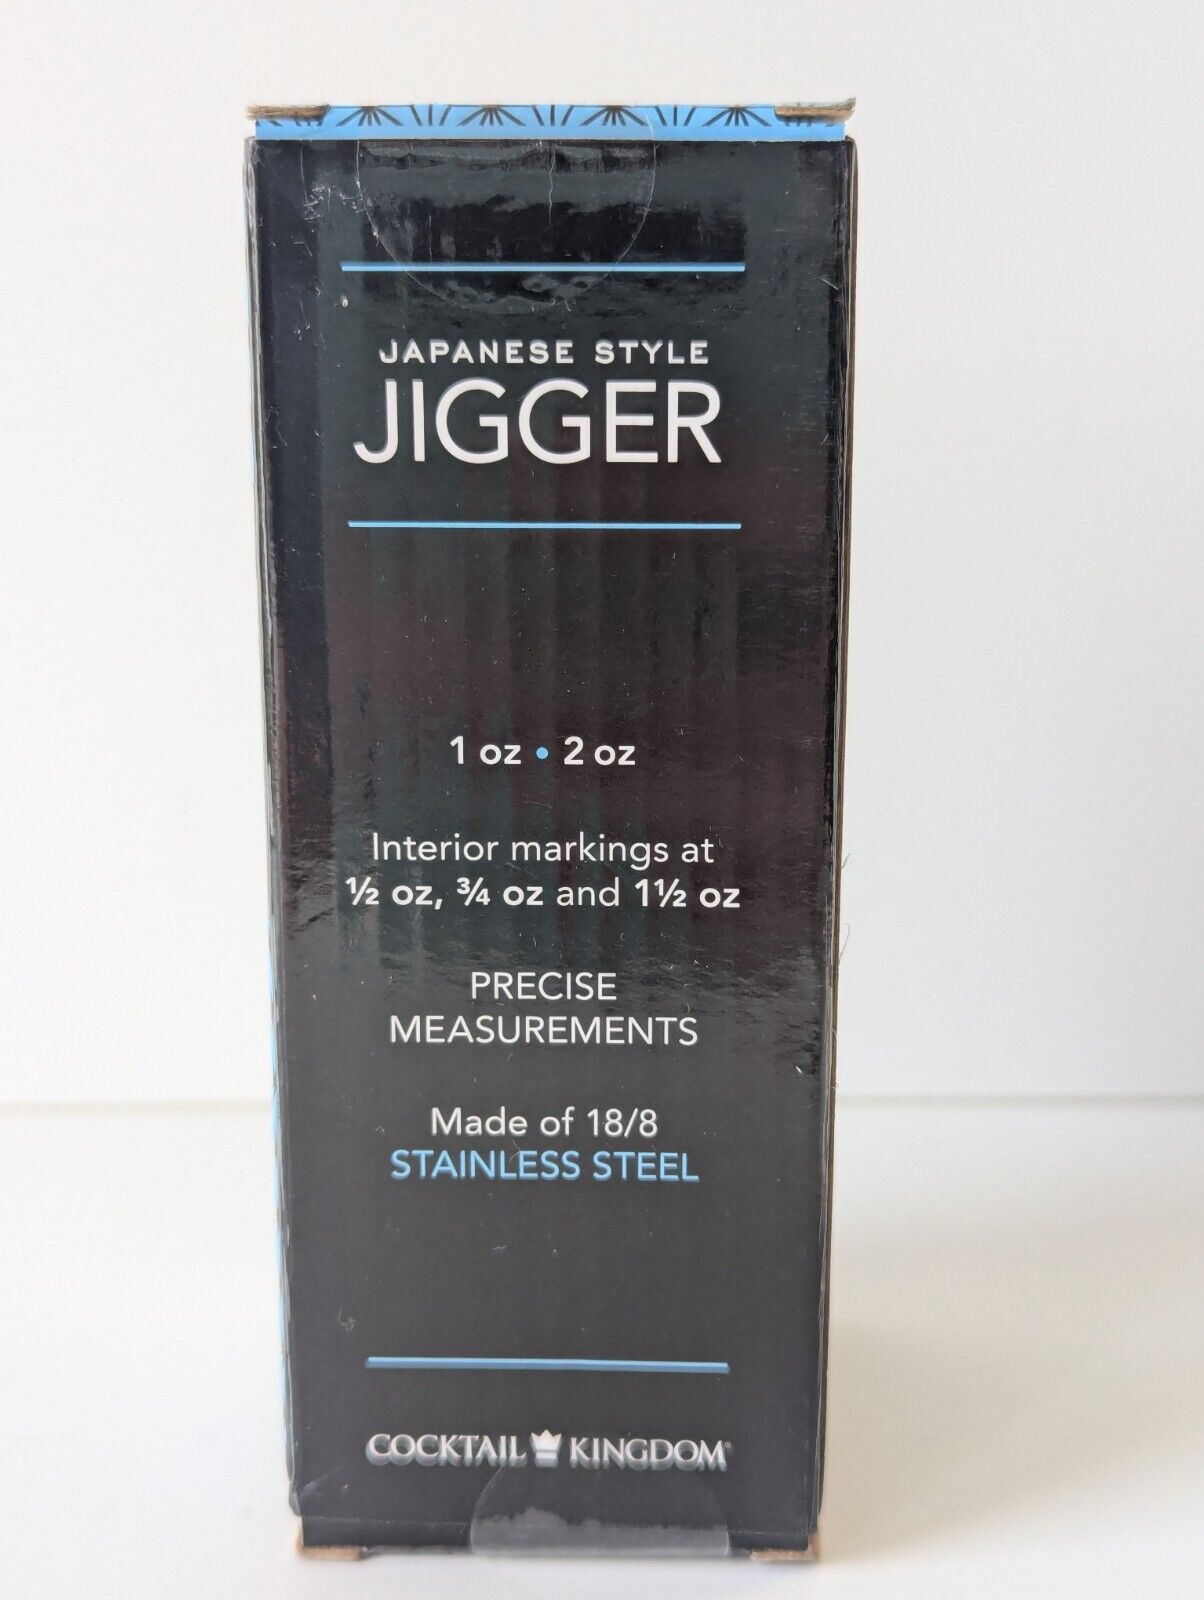 JAPANESE STYLE
JIGGER
1 oz • 2 oz
Interior markings at
½ oz, ¾ oz and 1½ oz
PRECISE
MEASUREMENTS
Made of 18/8
STAINLESS STEEL
COCKTAIL KINGDOM®